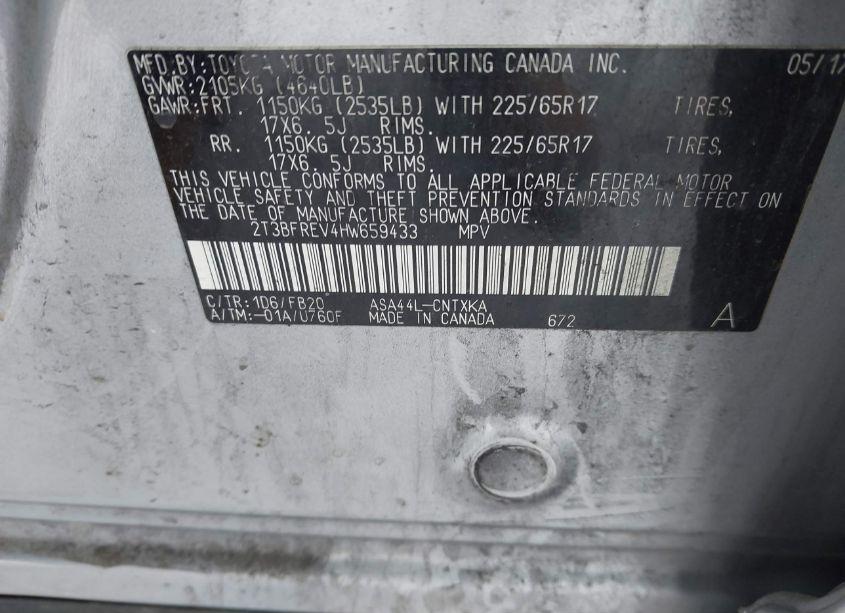 MFD.BY:TOYOTA MOTOR MANUFACTURING CANADA INC. 05/17
GVWR:2105KG (4640LB)
GAWR:FRT. 1150KG (2535LB) WITH 225/65R17 TIRES,
17X6.5J RIMS.
RR. 1150KG (2535LB) WITH 225/65R17 TIRES,
17X6.5J RIMS.
THIS VEHICLE CONFORMS TO ALL APPLICABLE FEDERAL MOTOR
VEHICLE SAFETY AND THEFT PREVENTION STANDARDS IN EFFECT ON
THE DATE OF MANUFACTURE SHOWN ABOVE.
2T3BFREV4HW659433 MPV
C/TR:1D6/FB20 ASA44L-CNTXKA
A/TM:-01A/U760F MADE IN CANADA 672 A